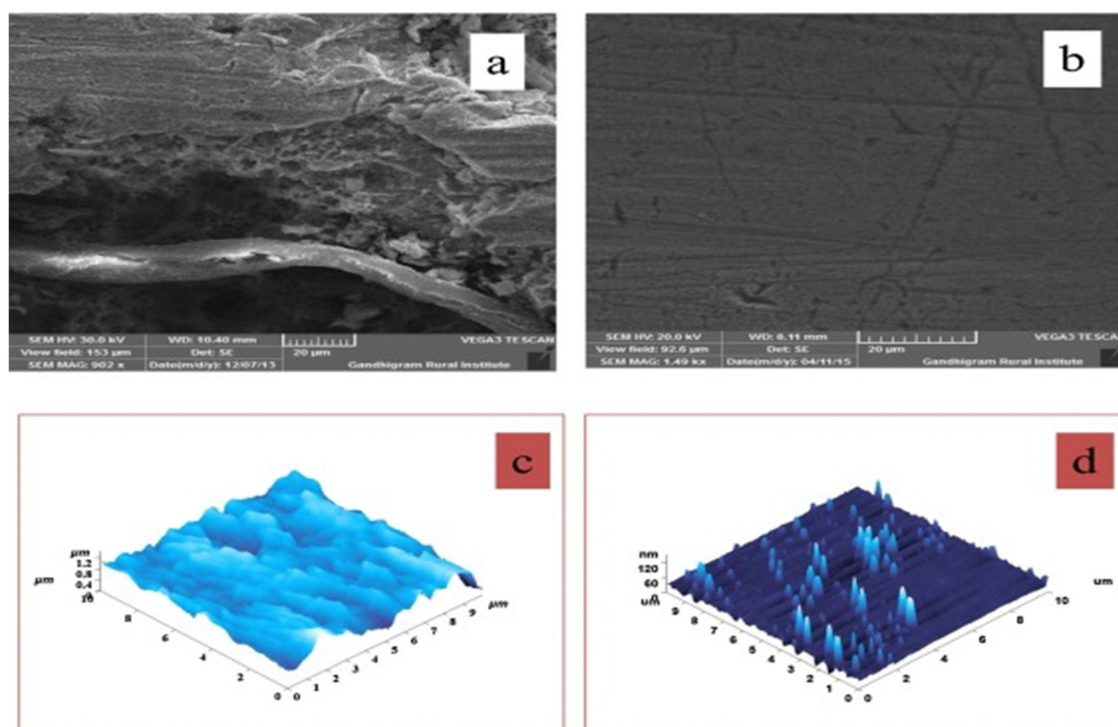 a
SEM HV: 30.0 kV WD: 10.40 mm VEGA3 TESCAN
View field: 153 µm Det: SE 20 µm
SEM MAG: 902 x Date(m/d/y): 12/07/13 Gandhigram Rural Institute
b
SEM HV: 20.0 kV WD: 8.11 mm VEGA3 TESCAN
View field: 92.6 µm Det: SE 20 µm
SEM MAG: 1.49 kx Date(m/d/y): 04/11/15 Gandhigram Rural Institute
c
µm
1.2
0.8
0.4
0
µm
10
8
6
4
2
0
0 1 2 3 4 5 6 7 8 9
µm
d
nm
120
60
0
um
9 8 7 6 5 4 3 2 1 0
0
2
4
6
8
10
um